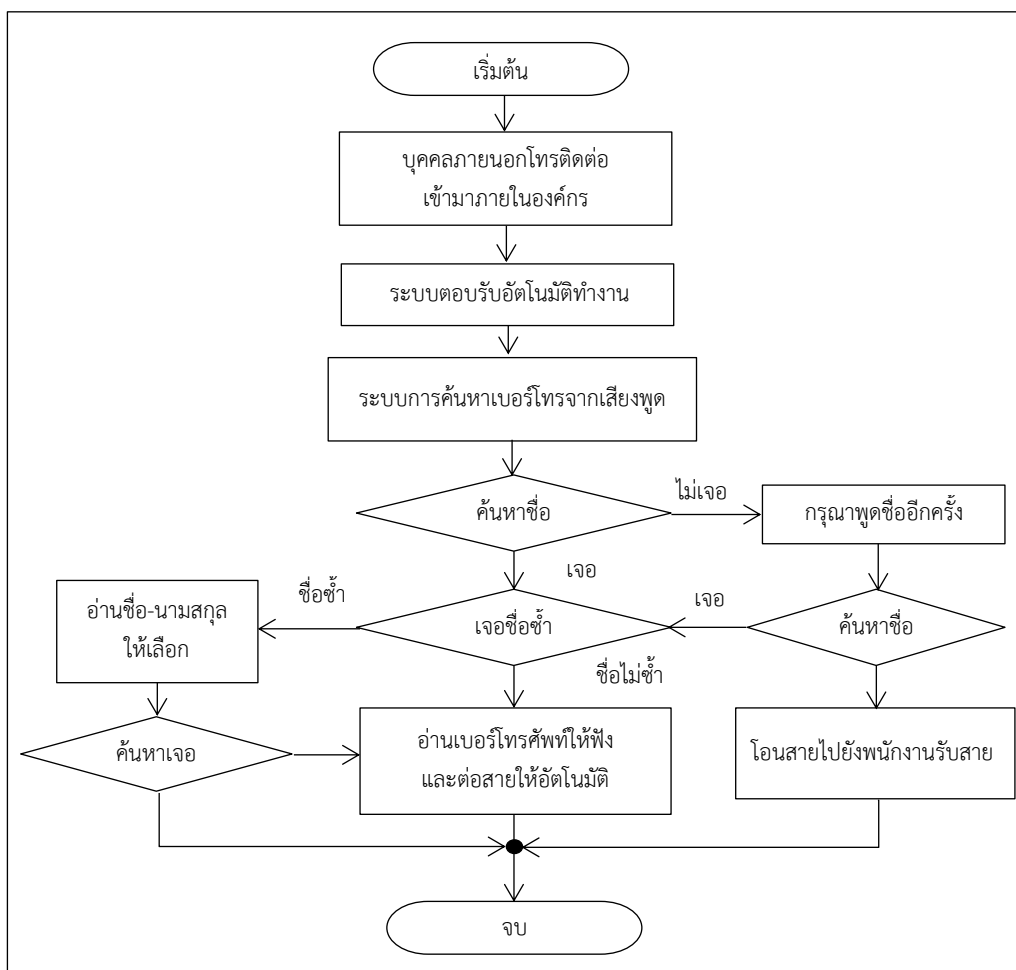 เริ่มต้น
บุคคลภายนอกโทรติดต่อ
เข้ามาภายในองค์กร
ระบบตอบรับอัตโนมัติทำงาน
ระบบการค้นหาเบอร์โทรจากเสียงพูด
ค้นหาชื่อ
ไม่เจอ
กรุณาพูดชื่ออีกครั้ง
เจอ
ชื่อซ้ำ
อ่านชื่อ-นามสกุล
ให้เลือก
เจอชื่อซ้ำ
เจอ
ค้นหาชื่อ
ชื่อไม่ซ้ำ
ค้นหาเจอ
อ่านเบอร์โทรศัพท์ให้ฟัง
และต่อสายให้อัตโนมัติ
โอนสายไปยังพนักงานรับสาย
จบ